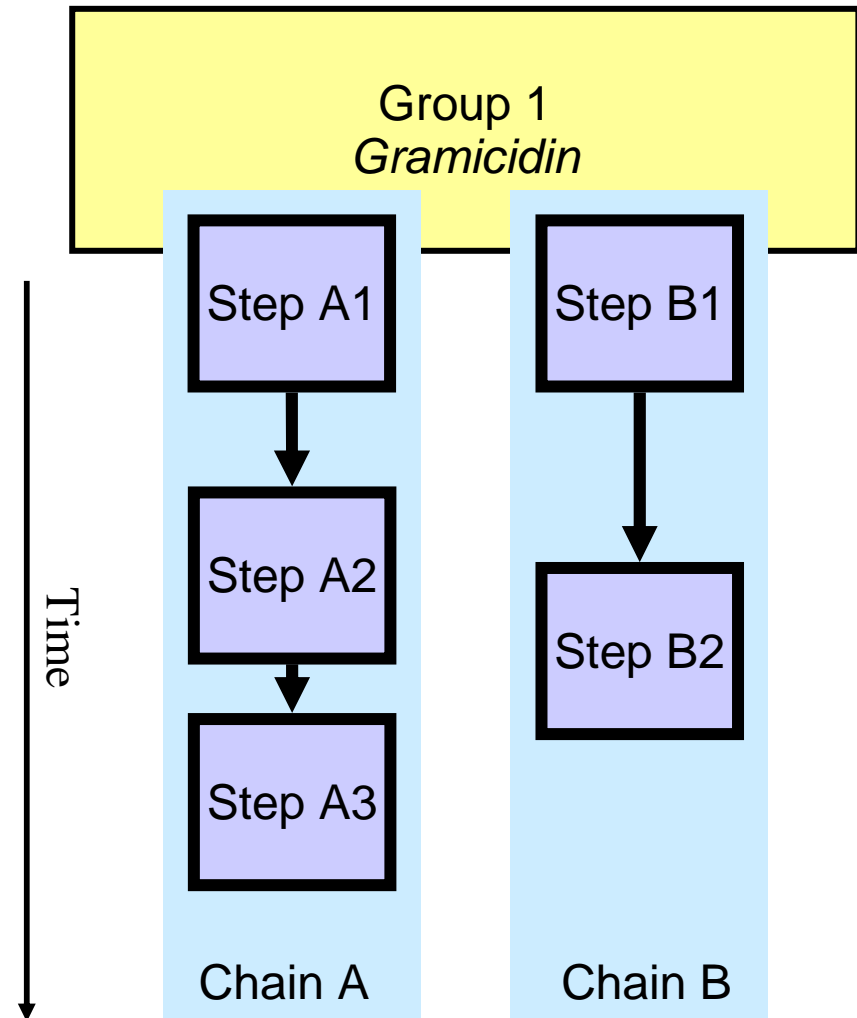 Group 1
Gramicidin
Step A1
Step B1
Step A2
Step B2
Step A3
Time
Chain A
Chain B